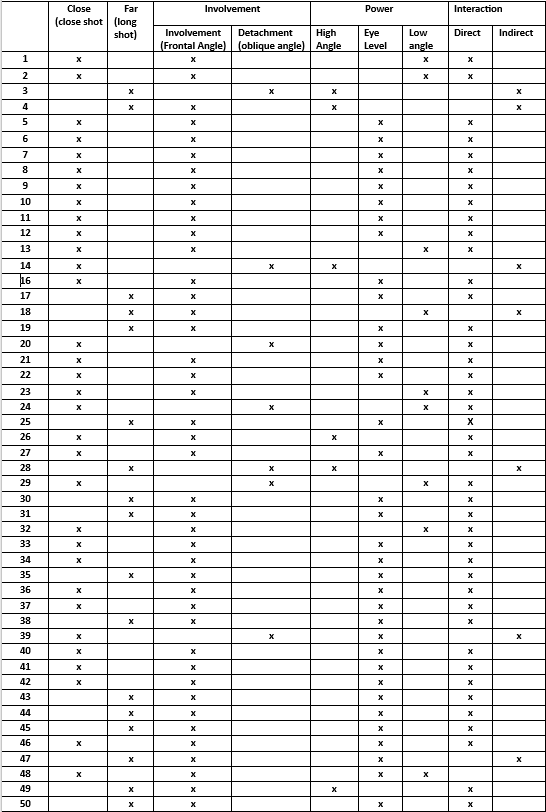 Close Far Involvement Power Interaction
(close shot (long
shot) Involvement Detachment High Eye Low Direct Indirect
(Frontal Angle) (oblique angle) Angle Level angle
1 x x x x
2 x x x x
3 x x x x
4 x x x x
5 x x x x
6 x x x x
7 x x x x
8 x x x x
9 x x x x
10 x x x x
11 x x x x
12 x x x x
13 x x x x
14 x x x x
16 x x x x
17 x x x x
18 x x x x
19 x x x x
20 x x x x
21 x x x x
22 x x x x
23 x x x x
24 x x x x
25 x x x X
26 x x x x
27 x x x x
28 x x x x
29 x x x x
30 x x x x
31 x x x x
32 x x x x
33 x x x x
34 x x x x
35 x x x x
36 x x x x
37 x x x x
38 x x x x
39 x x x x
40 x x x x
41 x x x x
42 x x x x
43 x x x x
44 x x x x
45 x x x x
46 x x x x
47 x x x x
48 x x x x
49 x x x x
50 x x x x